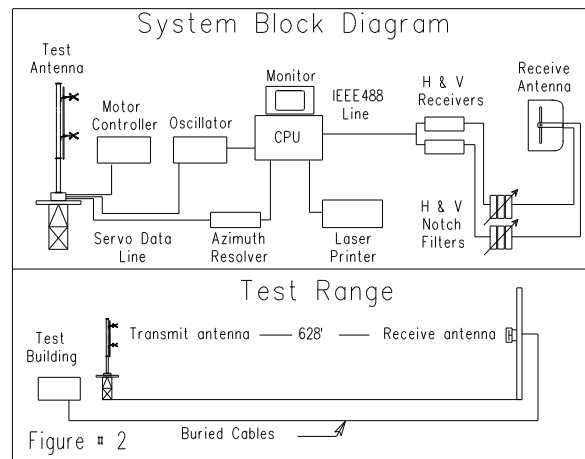 System Block Diagram
Test
Antenna
Motor
Controller
Oscillator
Monitor
CPU
IEEE488
Line
H & V
Receivers
Receive
Antenna
Servo Data
Line
Azimuth
Resolver
Laser
Printer
H & V
Notch
Filters
Test Range
Test
Building
Transmit antenna
628'
Receive antenna
Buried Cables
Figure # 2